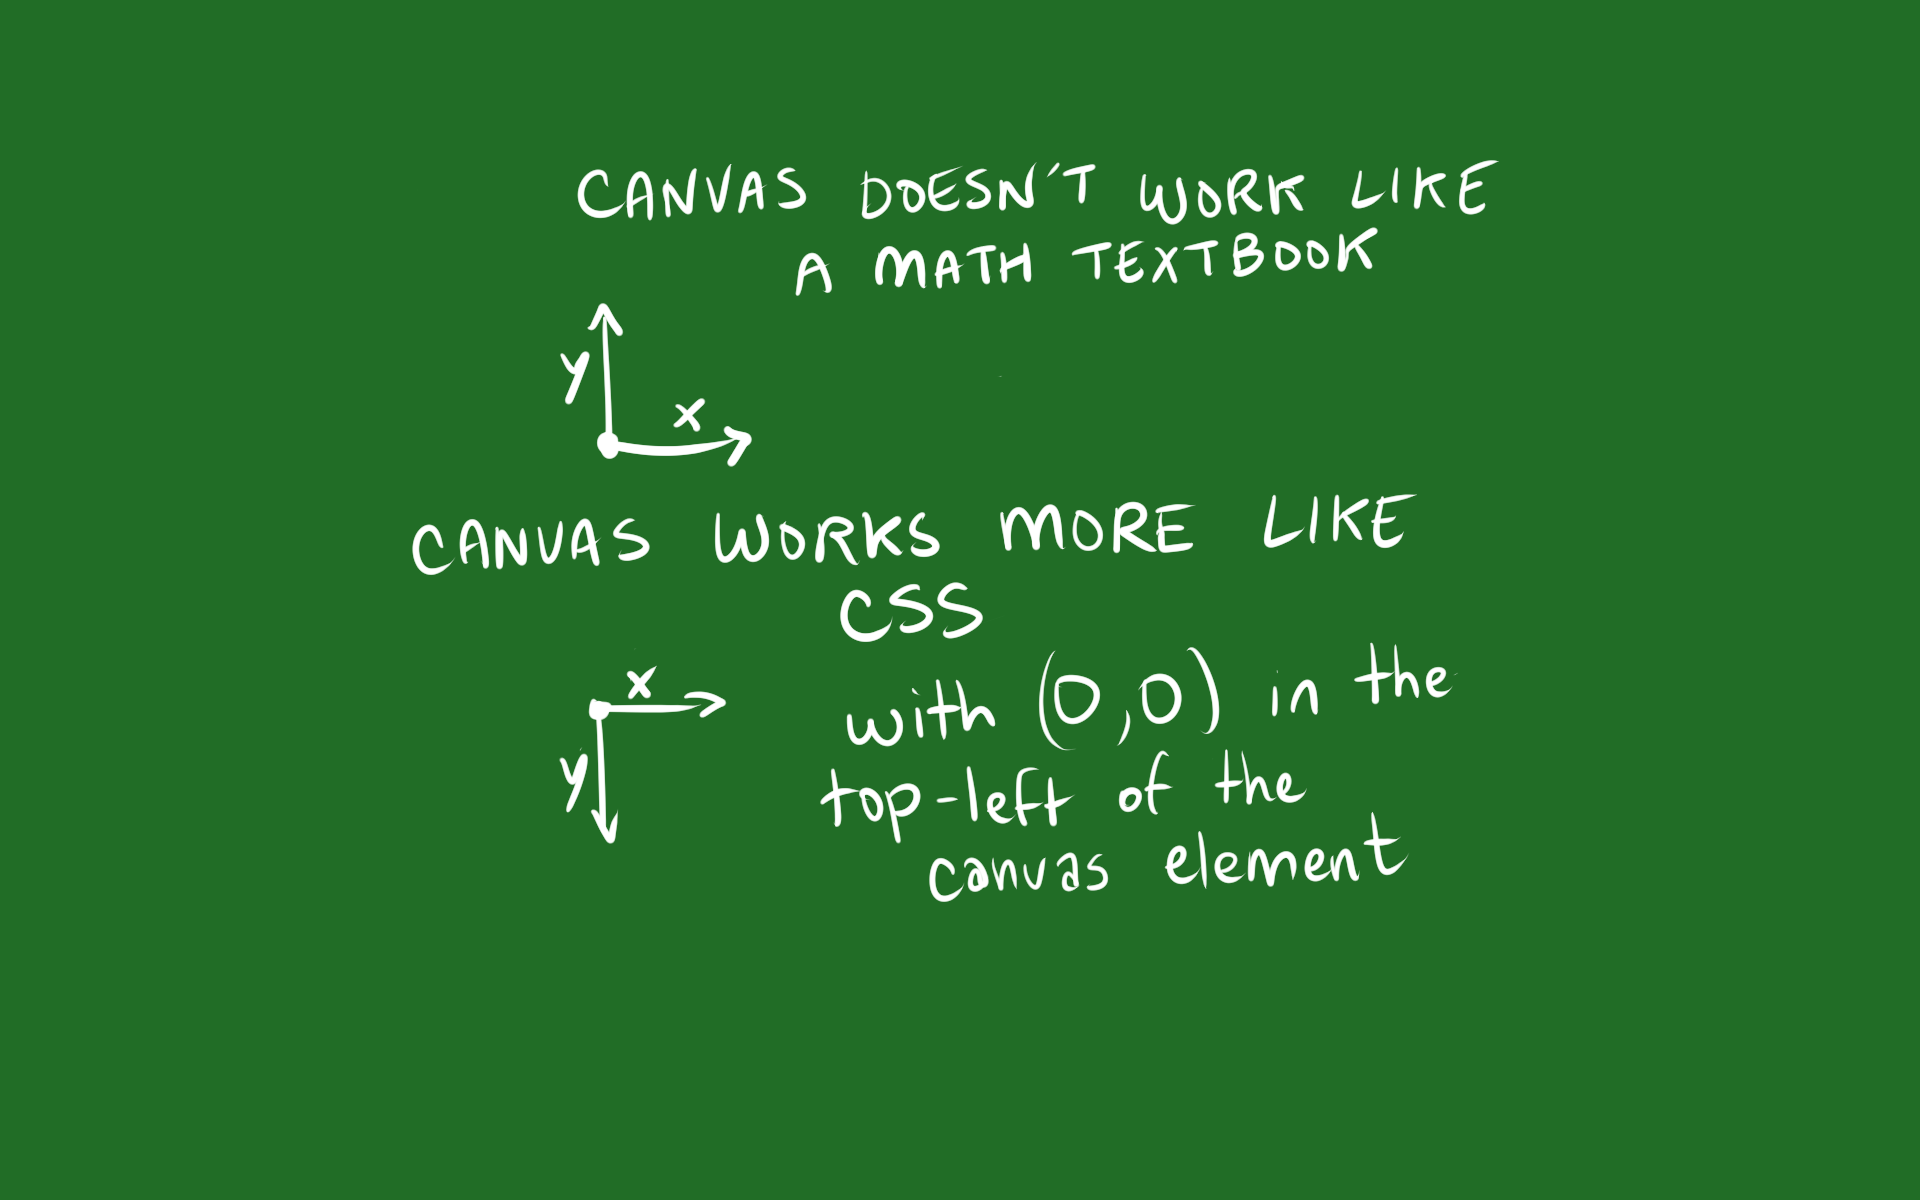 CANVAS DOESN'T WORK LIKE
A MATH TEXTBOOK
y
x
CANVAS WORKS MORE LIKE
CSS
x
y
with (0,0) in the
top-left of the
canvas element